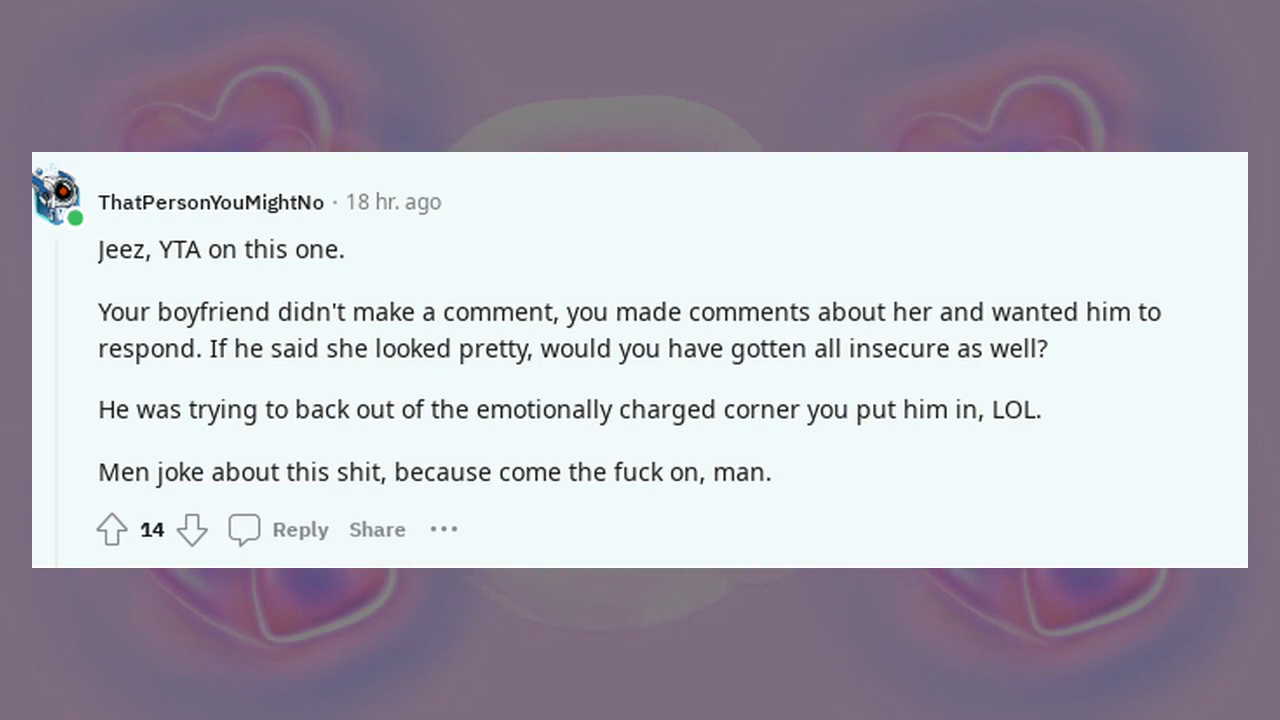 ThatPersonYouMightNo · 18 hr. ago
Jeez, YTA on this one.
Your boyfriend didn't make a comment, you made comments about her and wanted him to
respond. If he said she looked pretty, would you have gotten all insecure as well?
He was trying to back out of the emotionally charged corner you put him in, LOL.
Men joke about this shit, because come the fuck on, man.
14 Reply Share ···